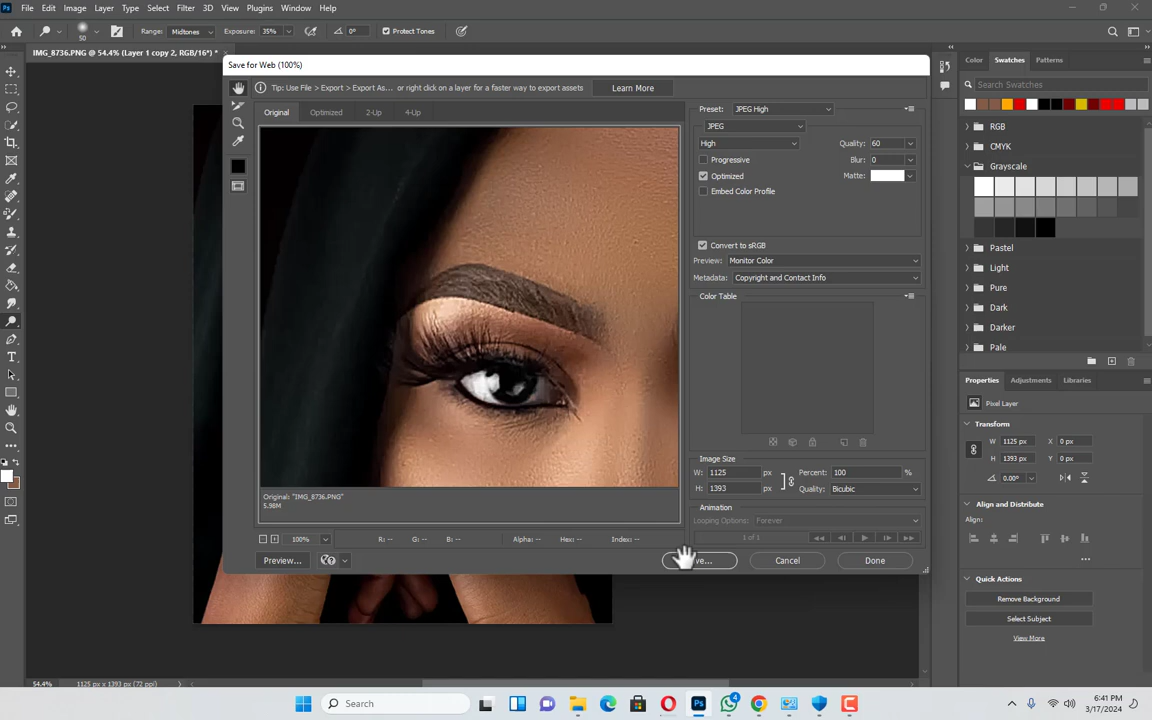 File Edit Image Layer Type Select Filter 3D View Plugins Window Help
50 Range: Midtones Exposure: 35% 0° Protect Tones
IMG_8736.PNG @ 54.4% (Layer 1 copy 2, RGB/16*) *
Save for Web (100%)
Tip: Use File > Export > Export As... or right click on a layer for a faster way to export assets Learn More
Original Optimized 2-Up 4-Up
Preset: JPEG High
JPEG
High Quality: 60
Progressive Blur: 0
Optimized Matte:
Embed Color Profile
Convert to sRGB
Preview: Monitor Color
Metadata: Copyright and Contact Info
Color Table
Image Size
W: 1125 px Percent: 100 %
H: 1393 px Quality: Bicubic
Animation
Looping Options: Forever
1 of 1
Original: "IMG_8736.PNG"
5.98M
100% R: -- G: -- B: -- Alpha: -- Hex: -- Index: --
Preview... Cancel Done
Color Swatches Patterns
Search Swatches
RGB
CMYK
Grayscale
Pastel
Light
Pure
Dark
Darker
Pale
Properties Adjustments Libraries
Pixel Layer
Transform
W 1125 px X 0 px
H 1393 px Y 0 px
0.00°
Align and Distribute
Align:
Quick Actions
Remove Background
Select Subject
View More
54.4% 1125 px x 1393 px (72 ppi)
Search
4
6:41 PM
3/17/2024